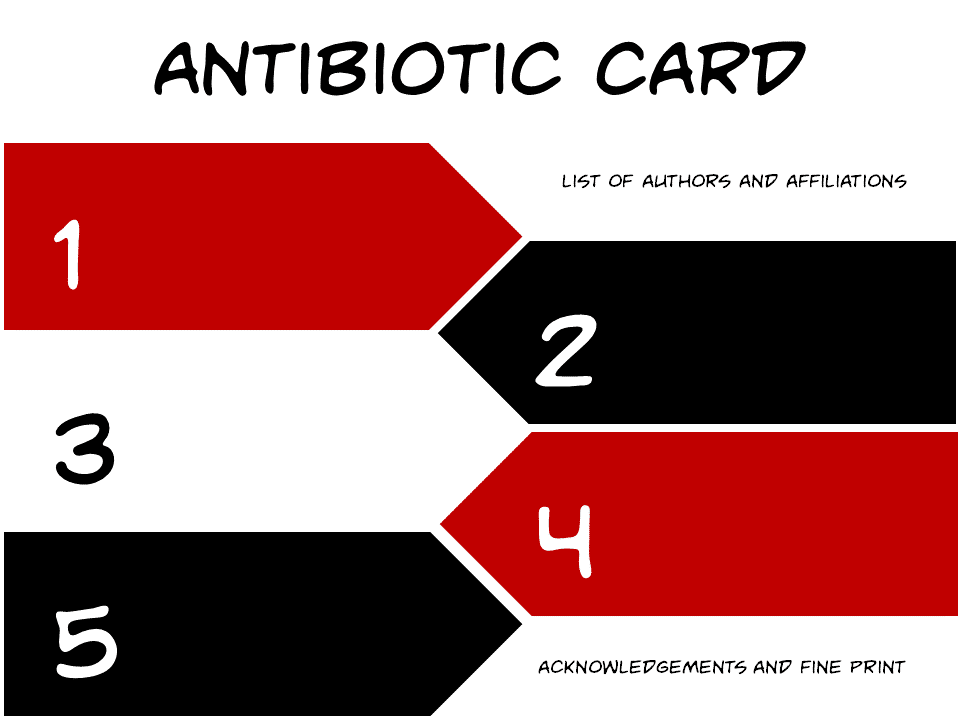 ANTIBIOTIC CARD
LIST OF AUTHORS AND AFFILIATIONS
1
2
3
4
5
ACKNOWLEDGEMENTS AND FINE PRINT